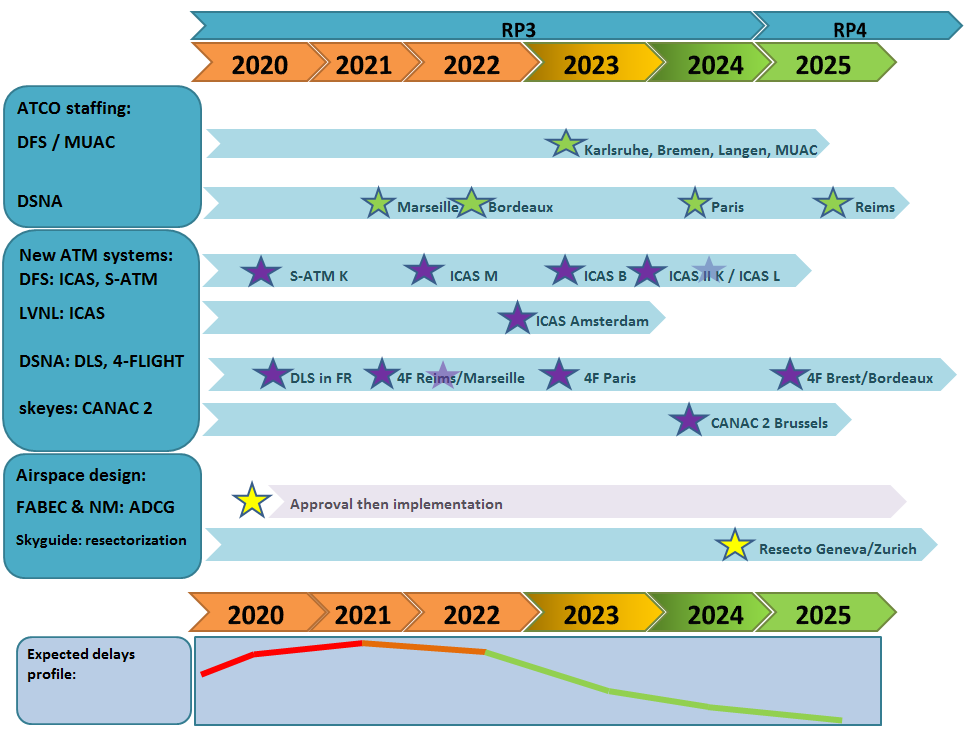 RP3 RP4
2020 2021 2022 2023 2024 2025
ATCO staffing:
DFS / MUAC
Karlsruhe, Bremen, Langen, MUAC
DSNA
Marseille Bordeaux Paris Reims
New ATM systems:
DFS: ICAS, S-ATM
S-ATM K ICAS M ICAS B ICAS II K / ICAS L
LVNL: ICAS
ICAS Amsterdam
DSNA: DLS, 4-FLIGHT
DLS in FR 4F Reims/Marseille 4F Paris 4F Brest/Bordeaux
skeyes: CANAC 2
CANAC 2 Brussels
Airspace design:
FABEC & NM: ADCG
Approval then implementation
Skyguide: resectorization
Resecto Geneva/Zurich
2020 2021 2022 2023 2024 2025
Expected delays
profile: